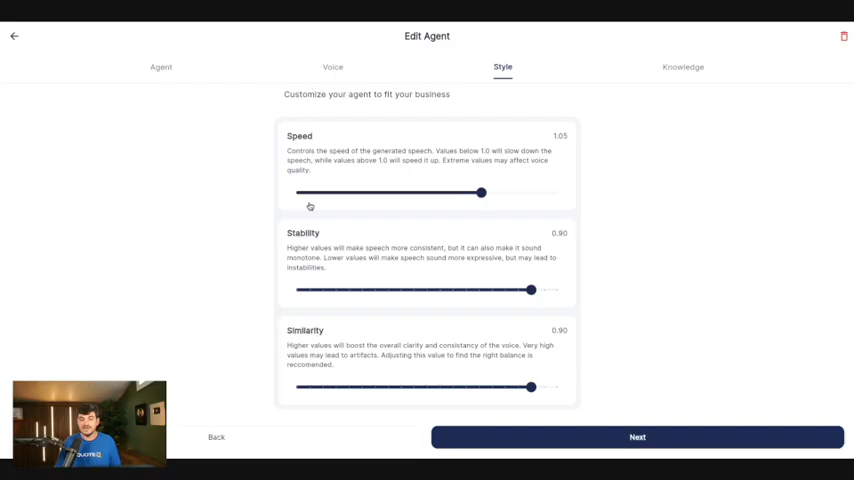 Edit Agent
Agent Voice Style Knowledge
Customize your agent to fit your business
Speed 1.05
Controls the speed of the generated speech. Values below 1.0 will slow down the
speech, while values above 1.0 will speed it up. Extreme values may affect voice
quality.
Stability 0.90
Higher values will make speech more consistent, but it can also make it sound
monotone. Lower values will make speech sound more expressive, but may lead to
instabilities.
Similarity 0.90
Higher values will boost the overall clarity and consistancy of the voice. Very high
values may lead to artifacts. Adjusting this value to find the right balance is
reccomended.
Back Next
QUOTEQ